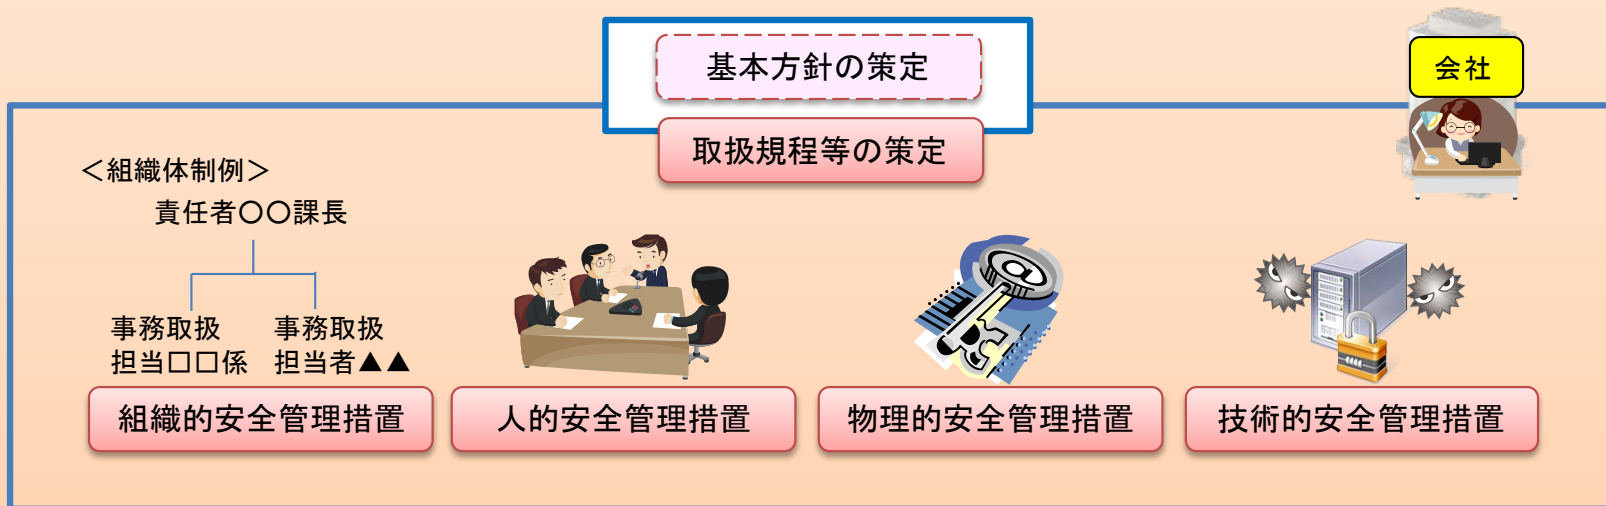 基本方針の策定
会社
取扱規程等の策定
＜組織体制例＞
責任者〇〇課長
事務取扱
担当□□係
事務取扱
担当者▲▲
組織的安全管理措置
人的安全管理措置
物理的安全管理措置
技術的安全管理措置